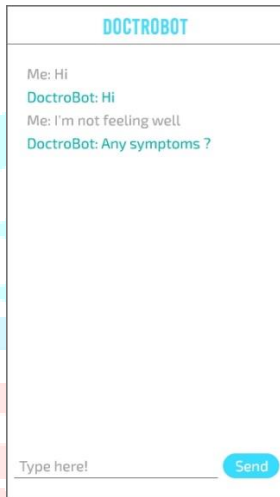 DOCTROBOT
Me: Hi
DoctroBot: Hi
Me: I'm not feeling well
DoctroBot: Any symptoms ?
Type here!
Send